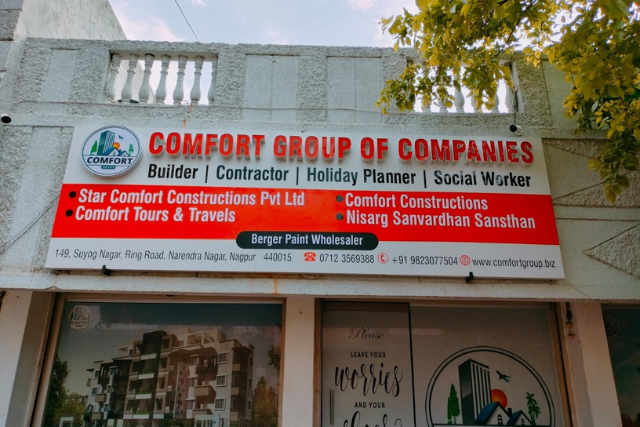 COMFORT GROUP OF COMPANIES
COMFORT
Builder | Contractor | Holiday Planner | Social Worker
Star Comfort Constructions Pvt Ltd
Comfort Constructions
Comfort Tours & Travels
Nisarg Sanvardhan Sansthan
Berger Paint Wholesaler
149, Suyog Nagar, Ring Road, Narendra Nagar, Nagpur 440015 0712 3569388 +91 9823077504 www.comfortgroup.biz
Please
LEAVE YOUR
worries
AND YOUR